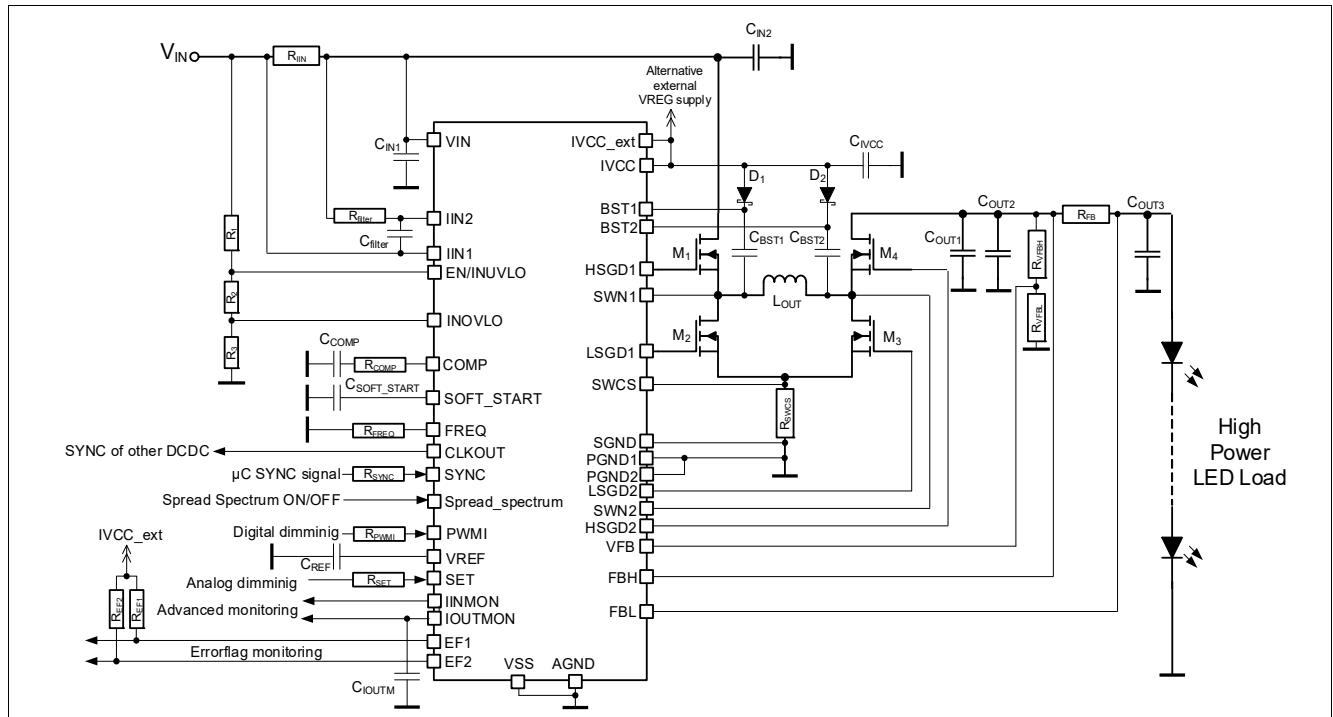 VIN
RIIN
CIN2
Alternative
external
VREG supply
CIN1
VIN
IVCC_ext
IVCC
CIVCC
D1
D2
BST1
BST2
Rfilter
Cfilter
IIN2
IIN1
R1
EN/INUVLO
R2
INOVLO
R3
M1
CBST1
CBST2
M4
HSGD1
SWN1
LOUT
M2
M3
LSGD1
SWCS
RSWCS
COUT1
COUT2
RVFBH
RVFBL
RFB
COUT3
CCOMP
RCOMP
COMP
CSOFT_START
SOFT_START
RFREQ
FREQ
SYNC of other DCDC
CLKOUT
µC SYNC signal
RSYNC
SYNC
Spread Spectrum ON/OFF
Spread_spectrum
IVCC_ext
Digital dimminig
RPWMI
PWMI
CREF
VREF
Analog dimminig
RSET
SET
Advanced monitoring
IINMON
IOUTMON
REF2
REF1
EF1
Errorflag monitoring
EF2
CIOUTM
VSS
AGND
SGND
PGND1
PGND2
LSGD2
SWN2
HSGD2
VFB
FBH
FBL
High
Power
LED Load